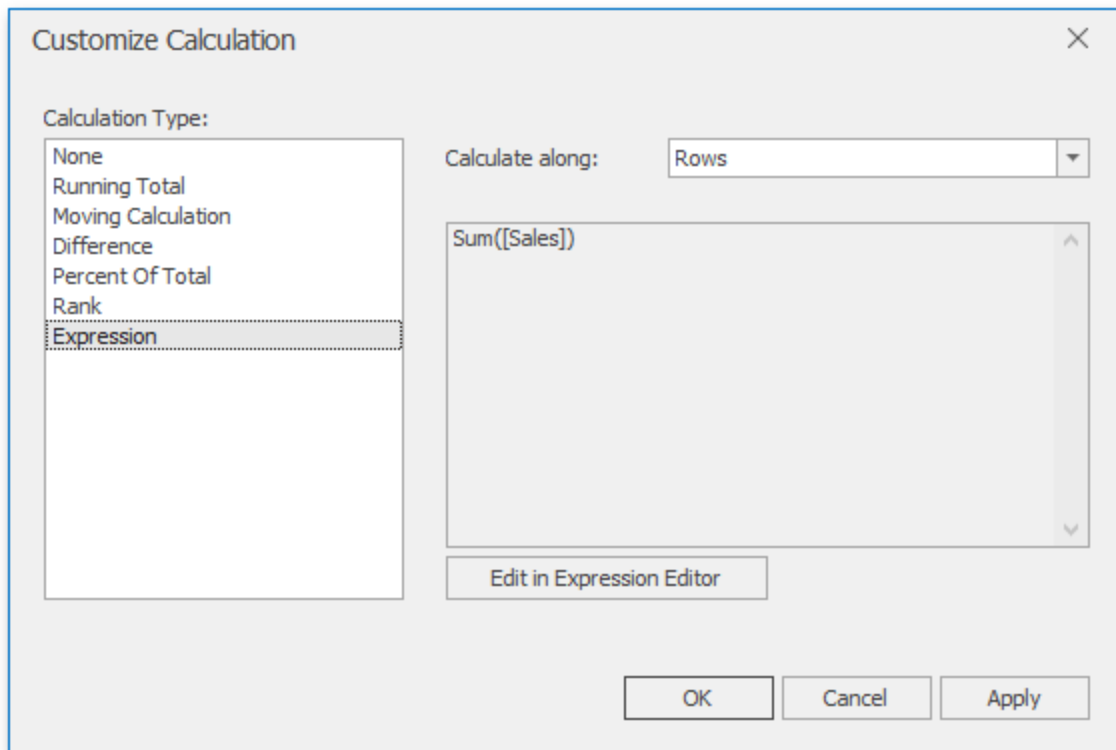 Customize Calculation
Calculation Type:
None
Running Total
Moving Calculation
Difference
Percent Of Total
Rank
Expression
Calculate along:
Rows
Sum([Sales])
Edit in Expression Editor
OK
Cancel
Apply